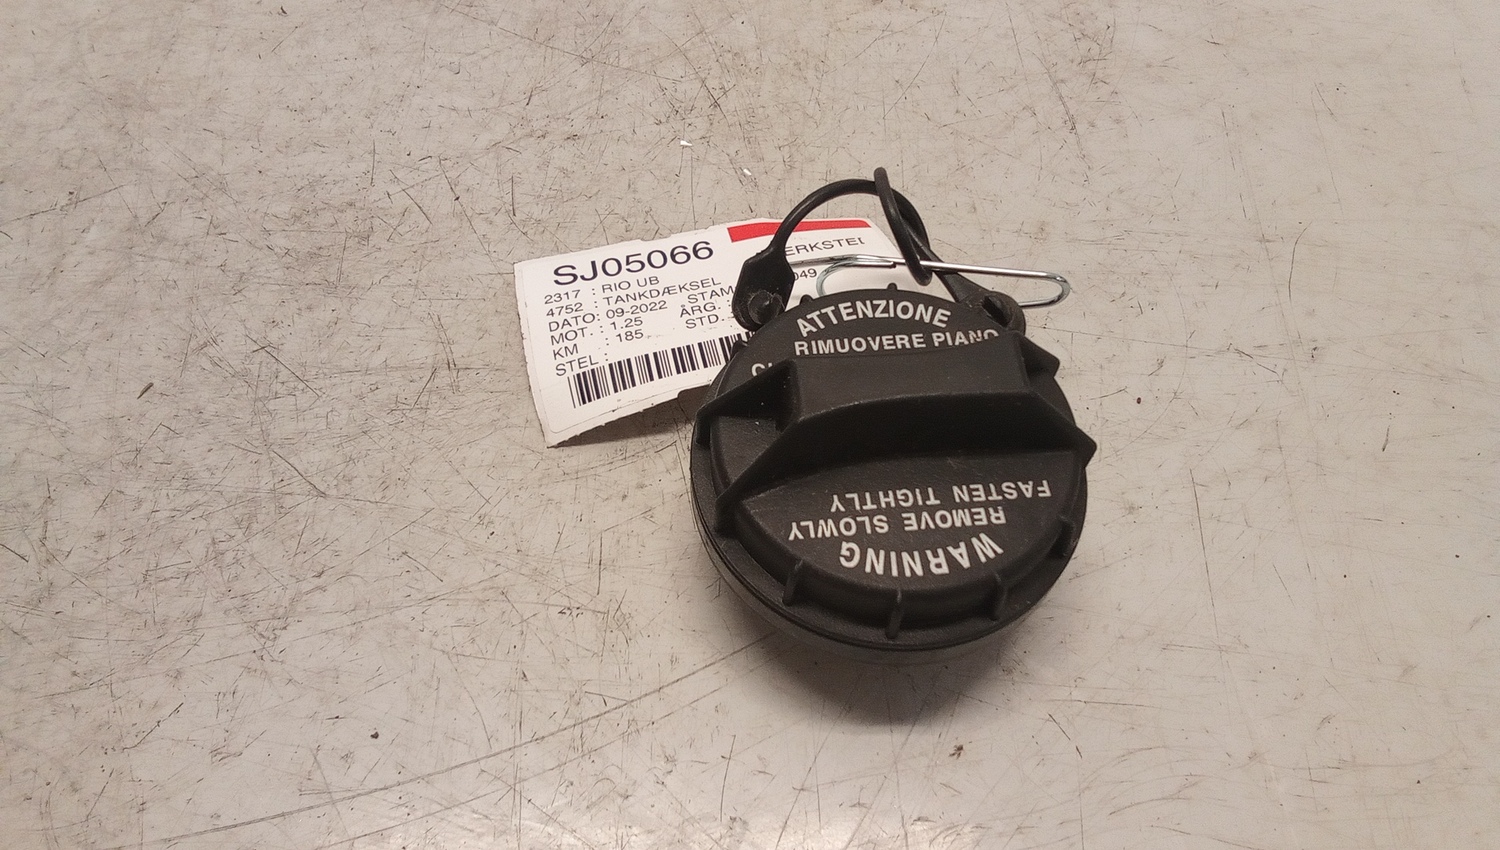 SJ05066
2317 : RIO UB
4752 : TANKDÆKSEL
DATO: 09-2022 STAM
MOT. : 1.25 ÅRG. :
KM : 185 STD.
STEL :
049
ATTENZIONE
RIMUOVERE PIANO
WARNING
REMOVE SLOWLY
FASTEN TIGHTLY